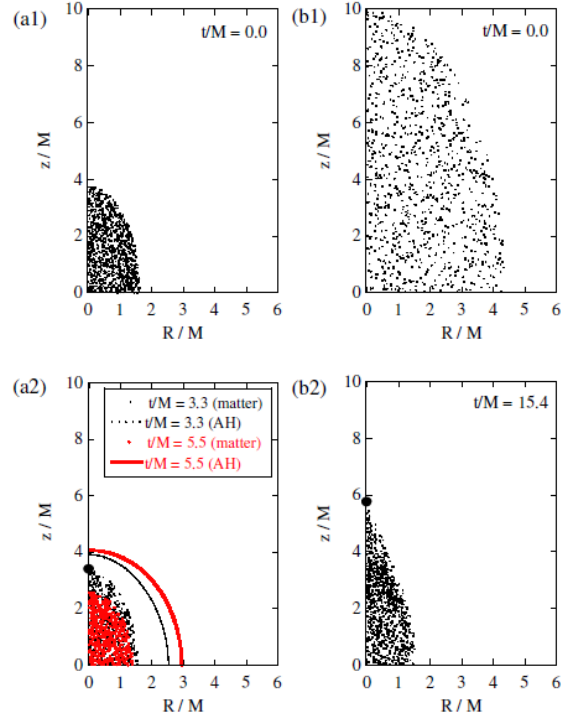 (a1)
t/M = 0.0
z / M
10
8
6
4
2
0
0 1 2 3 4 5 6
R / M
(b1)
t/M = 0.0
z / M
10
8
6
4
2
0
0 1 2 3 4 5 6
R / M
(a2)
t/M = 3.3 (matter)
t/M = 3.3 (AH)
t/M = 5.5 (matter)
t/M = 5.5 (AH)
z / M
10
8
6
4
2
0
0 1 2 3 4 5 6
R / M
(b2)
t/M = 15.4
z / M
10
8
6
4
2
0
0 1 2 3 4 5 6
R / M